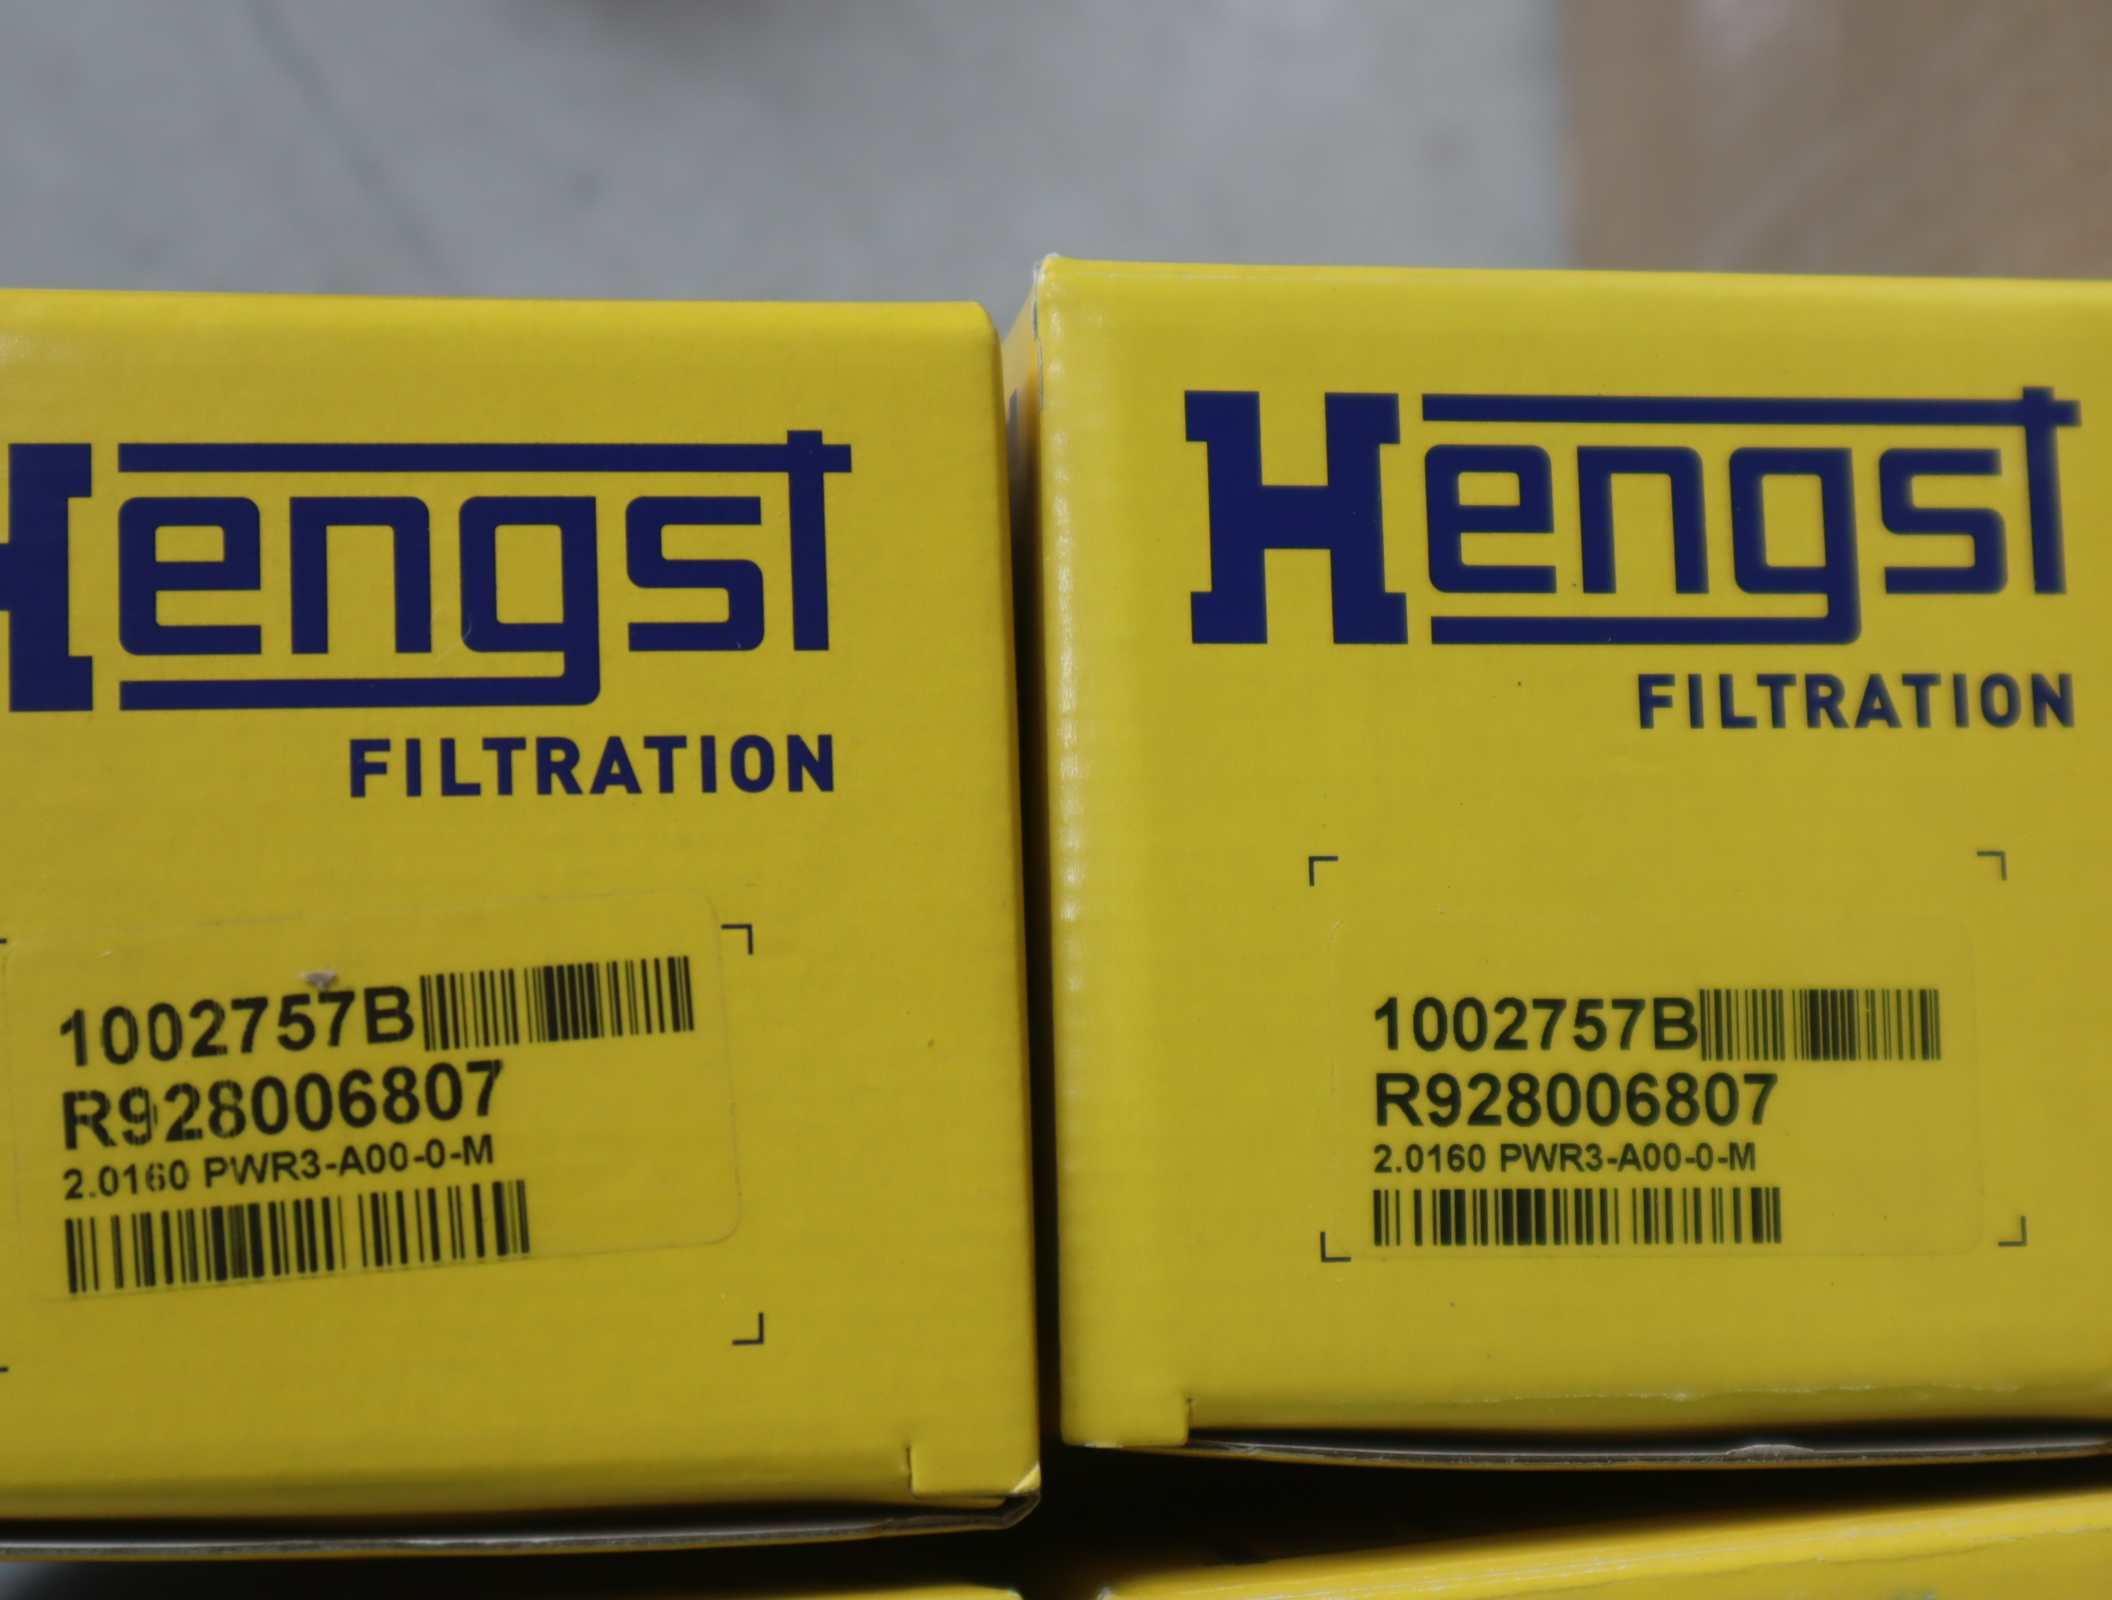 Hengst
FILTRATION
1002757B
R928006807
2.0160 PWR3-A00-0-M
Hengst
FILTRATION
1002757B
R928006807
2.0160 PWR3-A00-0-M